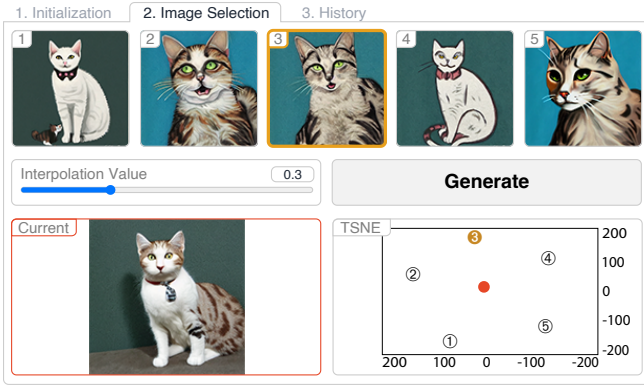 1. Initialization 2. Image Selection 3. History
1 2 3 4 5
Interpolation Value 0.3
Generate
Current
TSNE
200
100
0
-100
-200
3
4
2
5
1
200 100 0 -100 -200